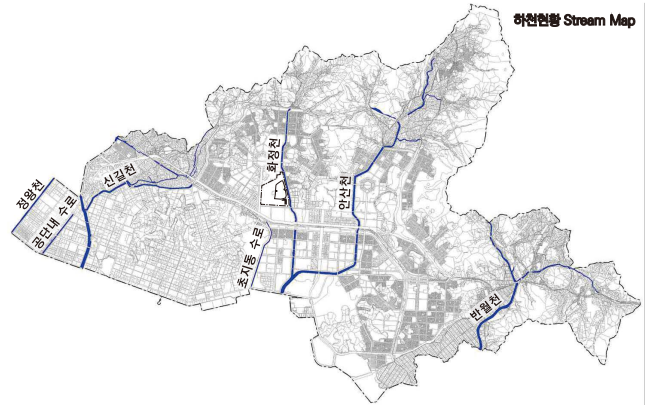 하천현황 Stream Map
정왕천
공단내 수로
신길천
화정천
초지동 수로
안산천
반월천